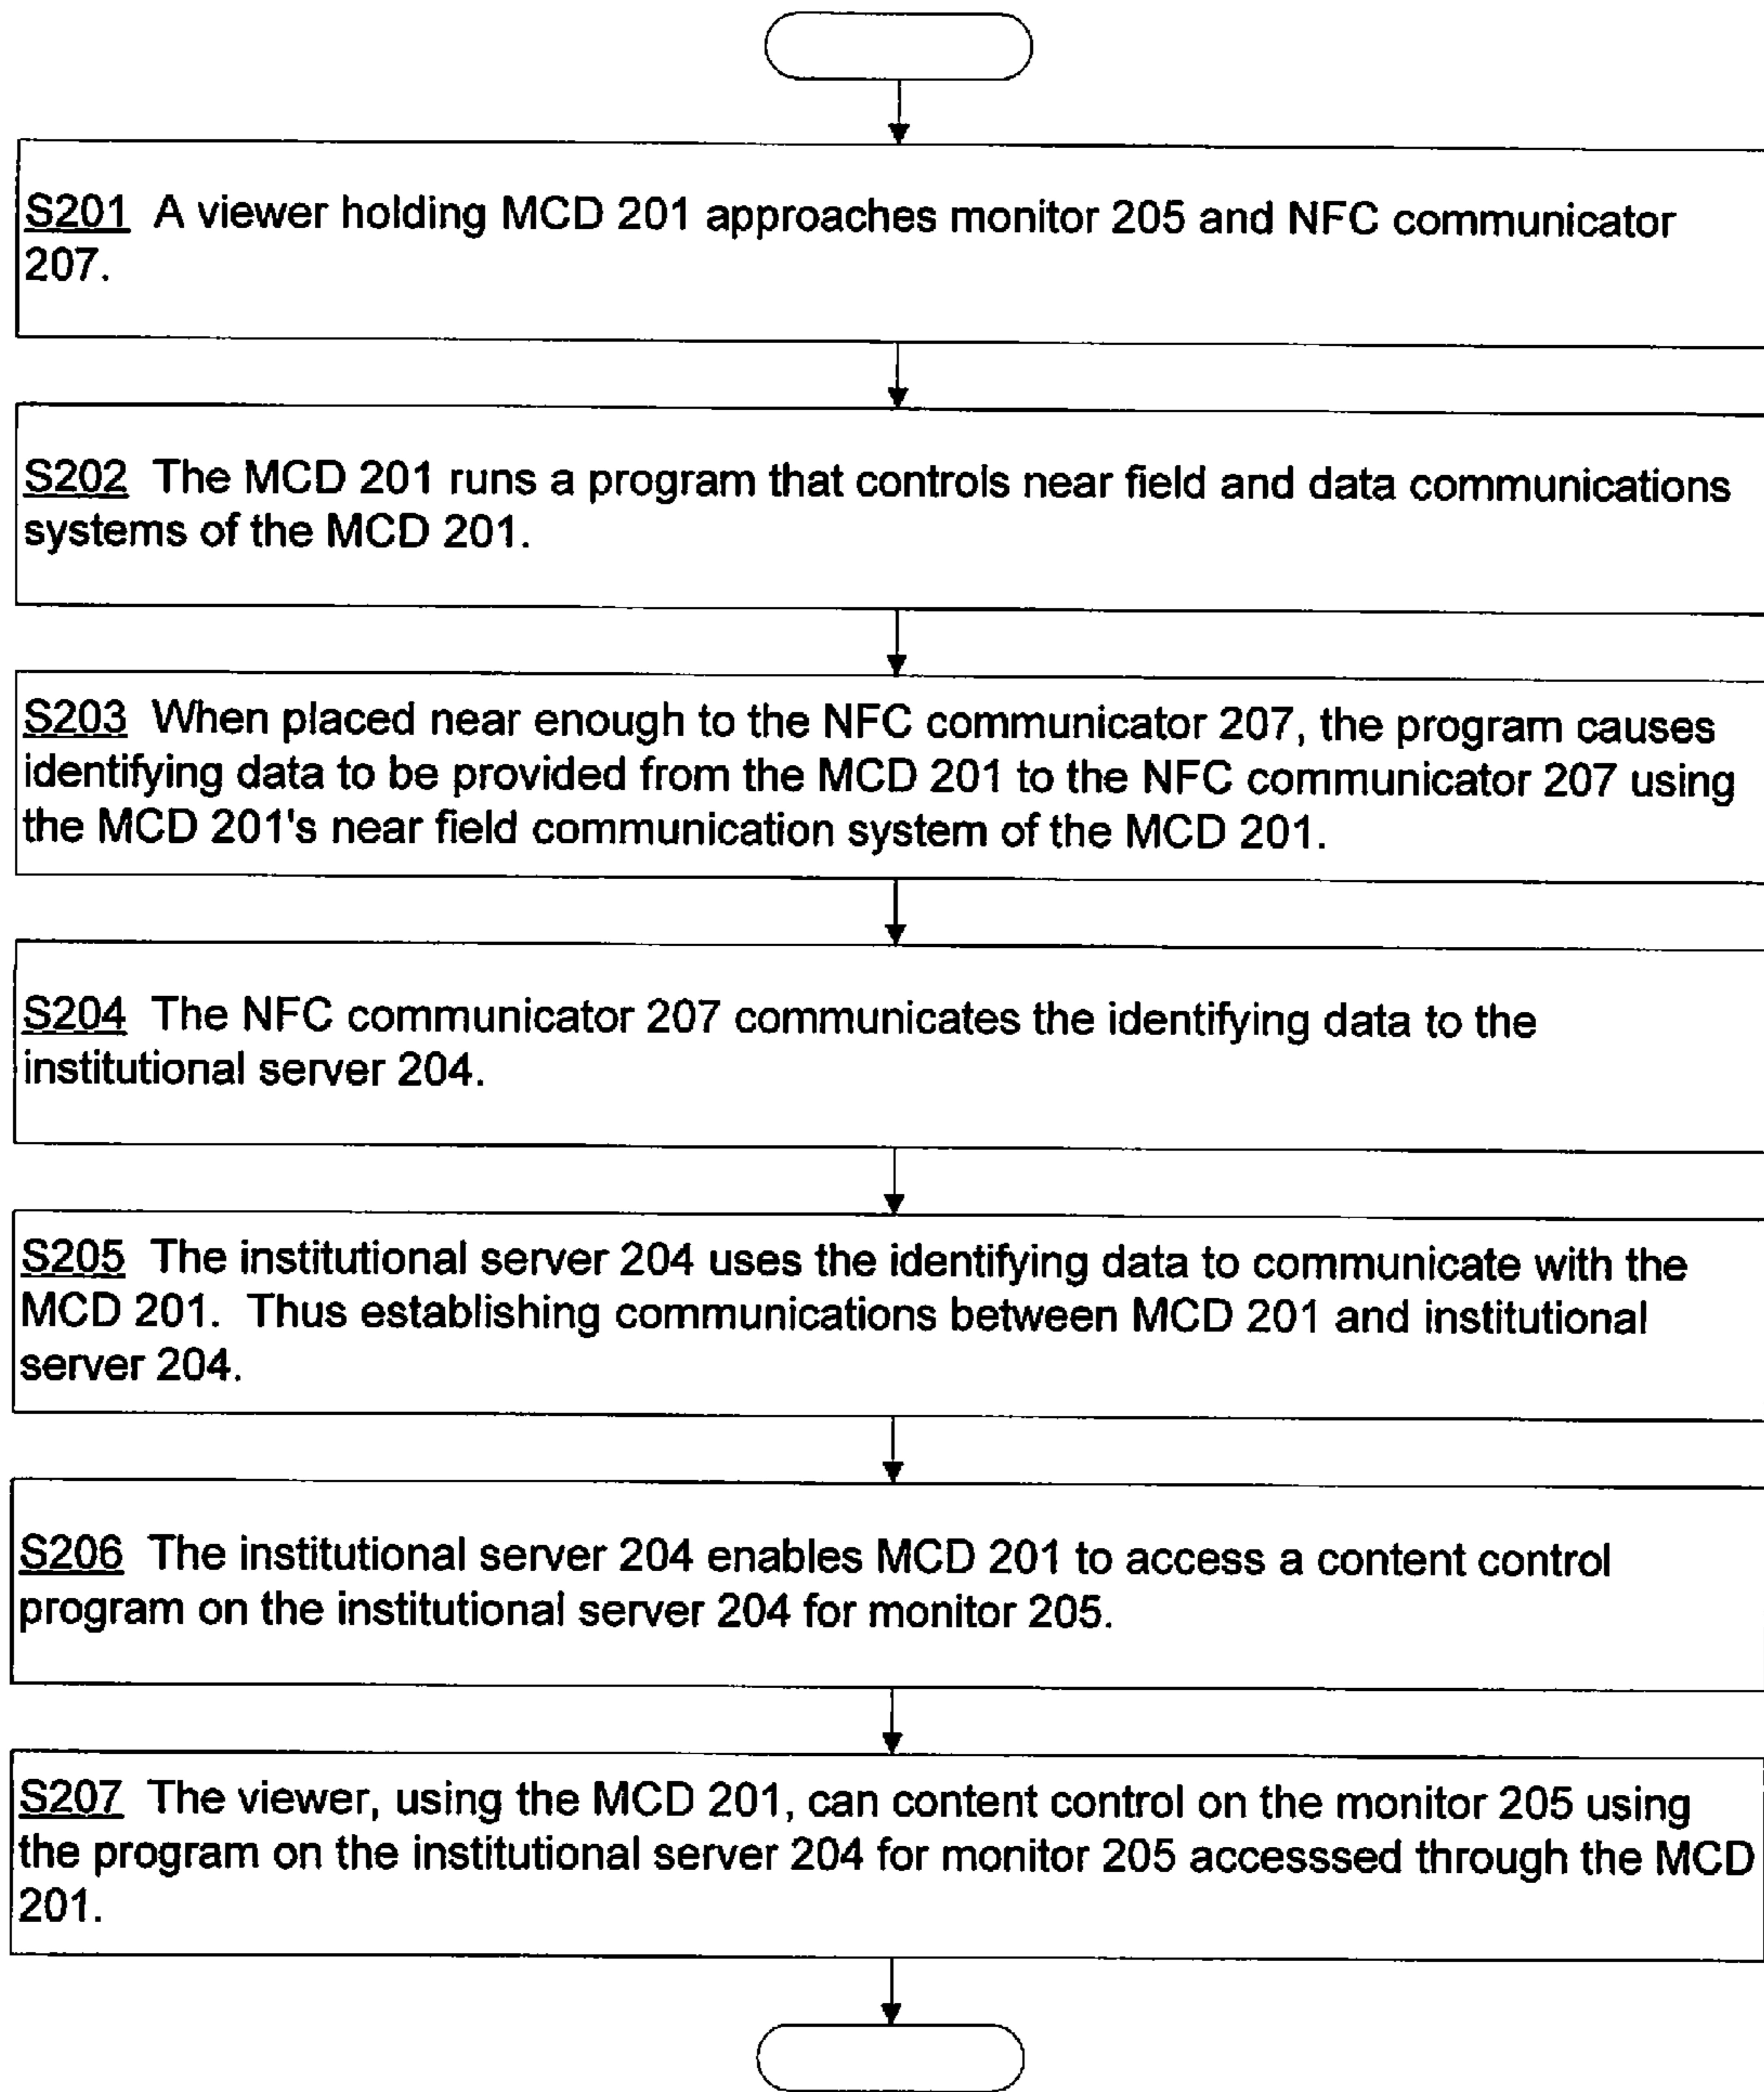 S201 A viewer holding MCD 201 approaches monitor 205 and NFC communicator
207.
S202 The MCD 201 runs a program that controls near field and data communications
systems of the MCD 201.
S203 When placed near enough to the NFC communicator 207, the program causes
identifying data to be provided from the MCD 201 to the NFC communicator 207 using
the MCD 201's near field communication system of the MCD 201.
S204 The NFC communicator 207 communicates the identifying data to the
institutional server 204.
S205 The institutional server 204 uses the identifying data to communicate with the
MCD 201. Thus establishing communications between MCD 201 and institutional
server 204.
S206 The institutional server 204 enables MCD 201 to access a content control
program on the institutional server 204 for monitor 205.
S207 The viewer, using the MCD 201, can content control on the monitor 205 using
the program on the institutional server 204 for monitor 205 accesssed through the MCD
201.